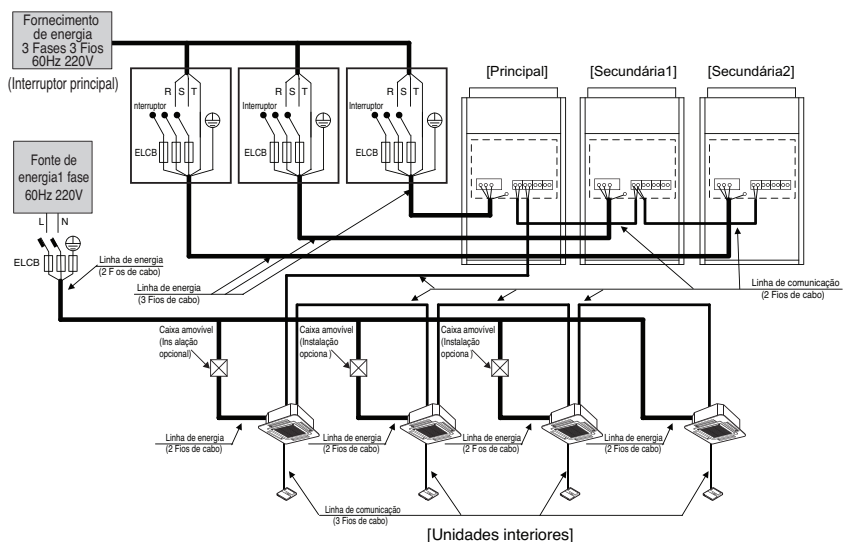 Fornecimento
de energia
3 Fases 3 Fios
60Hz 220V
(Interruptor principal)
R S T
nterruptor
ELCB
R S T
Interruptor
ELCB
R S T
Interruptor
ELCB
[Principal]
[Secundária1]
[Secundária2]
Fonte de
energia1 fase
60Hz 220V
L N
ELCB
Linha de energia
(2 F os de cabo)
Linha de energia
(3 Fios de cabo)
Linha de comunicação
(2 Fios de cabo)
Caixa amovível
(Ins alação
opcional)
Caixa amovível
(Instalação
opciona )
Caixa amovível
(Instalação
opciona )
Linha de energia
(2 Fios de cabo)
Linha de energia
(2 Fios de cabo)
Linha de energia
(2 Fios de cabo)
Linha de energia
(2 Fios de cabo)
Linha de comunicação
(3 Fios de cabo)
[Unidades interiores]